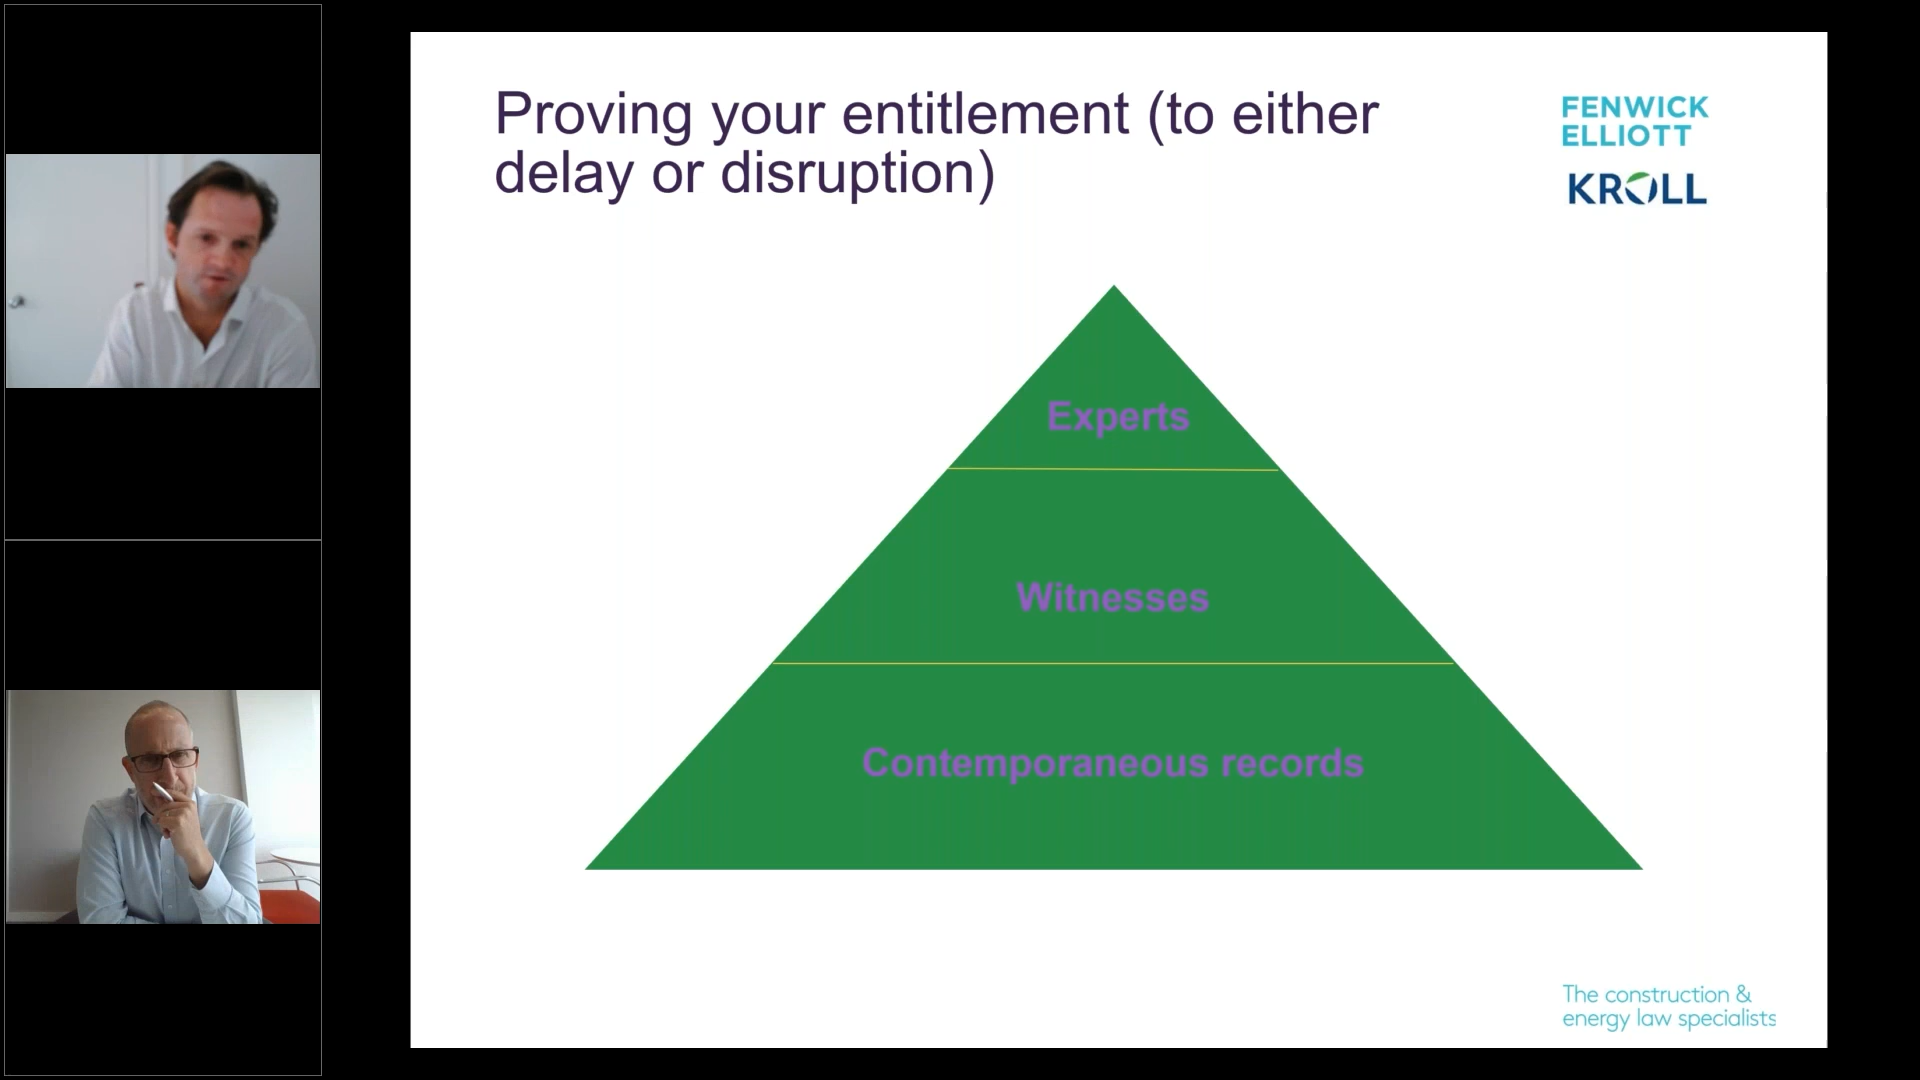 Proving your entitlement (to either
delay or disruption)
FENWICK
ELLIOTT
KROLL
Experts
Witnesses
Contemporaneous records
The construction &
energy law specialists